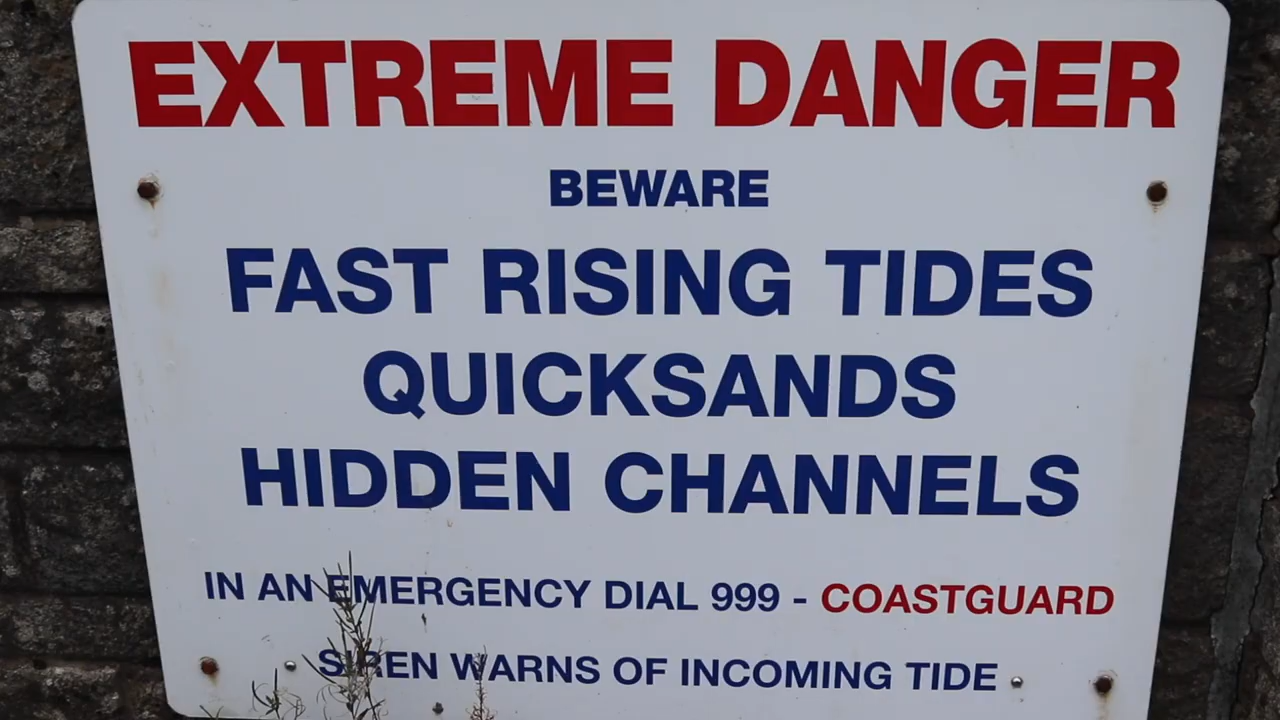 EXTREME DANGER
BEWARE
FAST RISING TIDES
QUICKSANDS
HIDDEN CHANNELS
IN AN EMERGENCY DIAL 999 - COASTGUARD
SIREN WARNS OF INCOMING TIDE